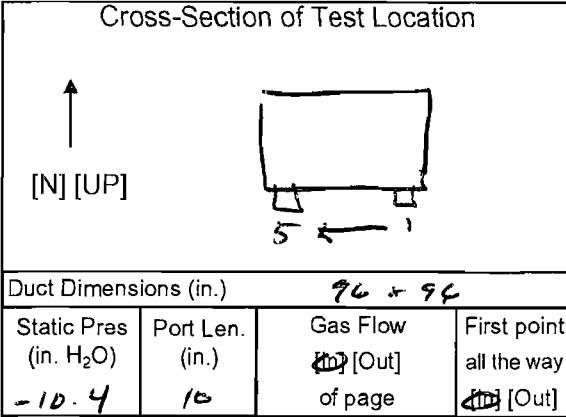 Cross-Section of Test Location
[N] [UP]
5 ← 1
Duct Dimensions (in.) 96 x 96
Static Pres Port Len. Gas Flow First point
(in. H₂O) (in.) [In] [Out] all the way
-10.4 10 of page [In] [Out]